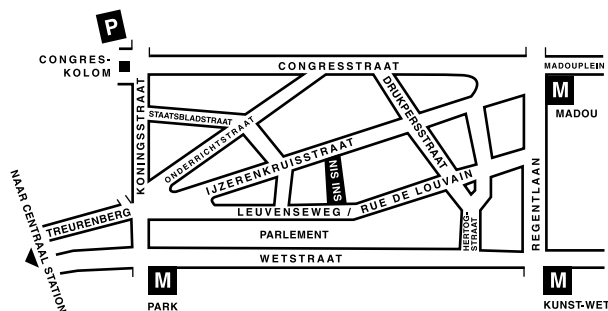 P
CONGRES-
KOLOM
CONGRESSTRAAT
MADOUPLEIN
M
MADOU
KONINGSSTRAAT
STAATSBLADSTRAAT
ONDERRICHTSTRAAT
DRUKPERSSTRAAT
IJZERENKRUISSTRAAT
NIS INS
REGENTLAAN
NAAR CENTRAAL STATION
TREURENBERG
LEUVENSEWEG / RUE DE LOUVAIN
HERTOG-
STRAAT
PARLEMENT
WETSTRAAT
M
PARK
M
KUNST-WET